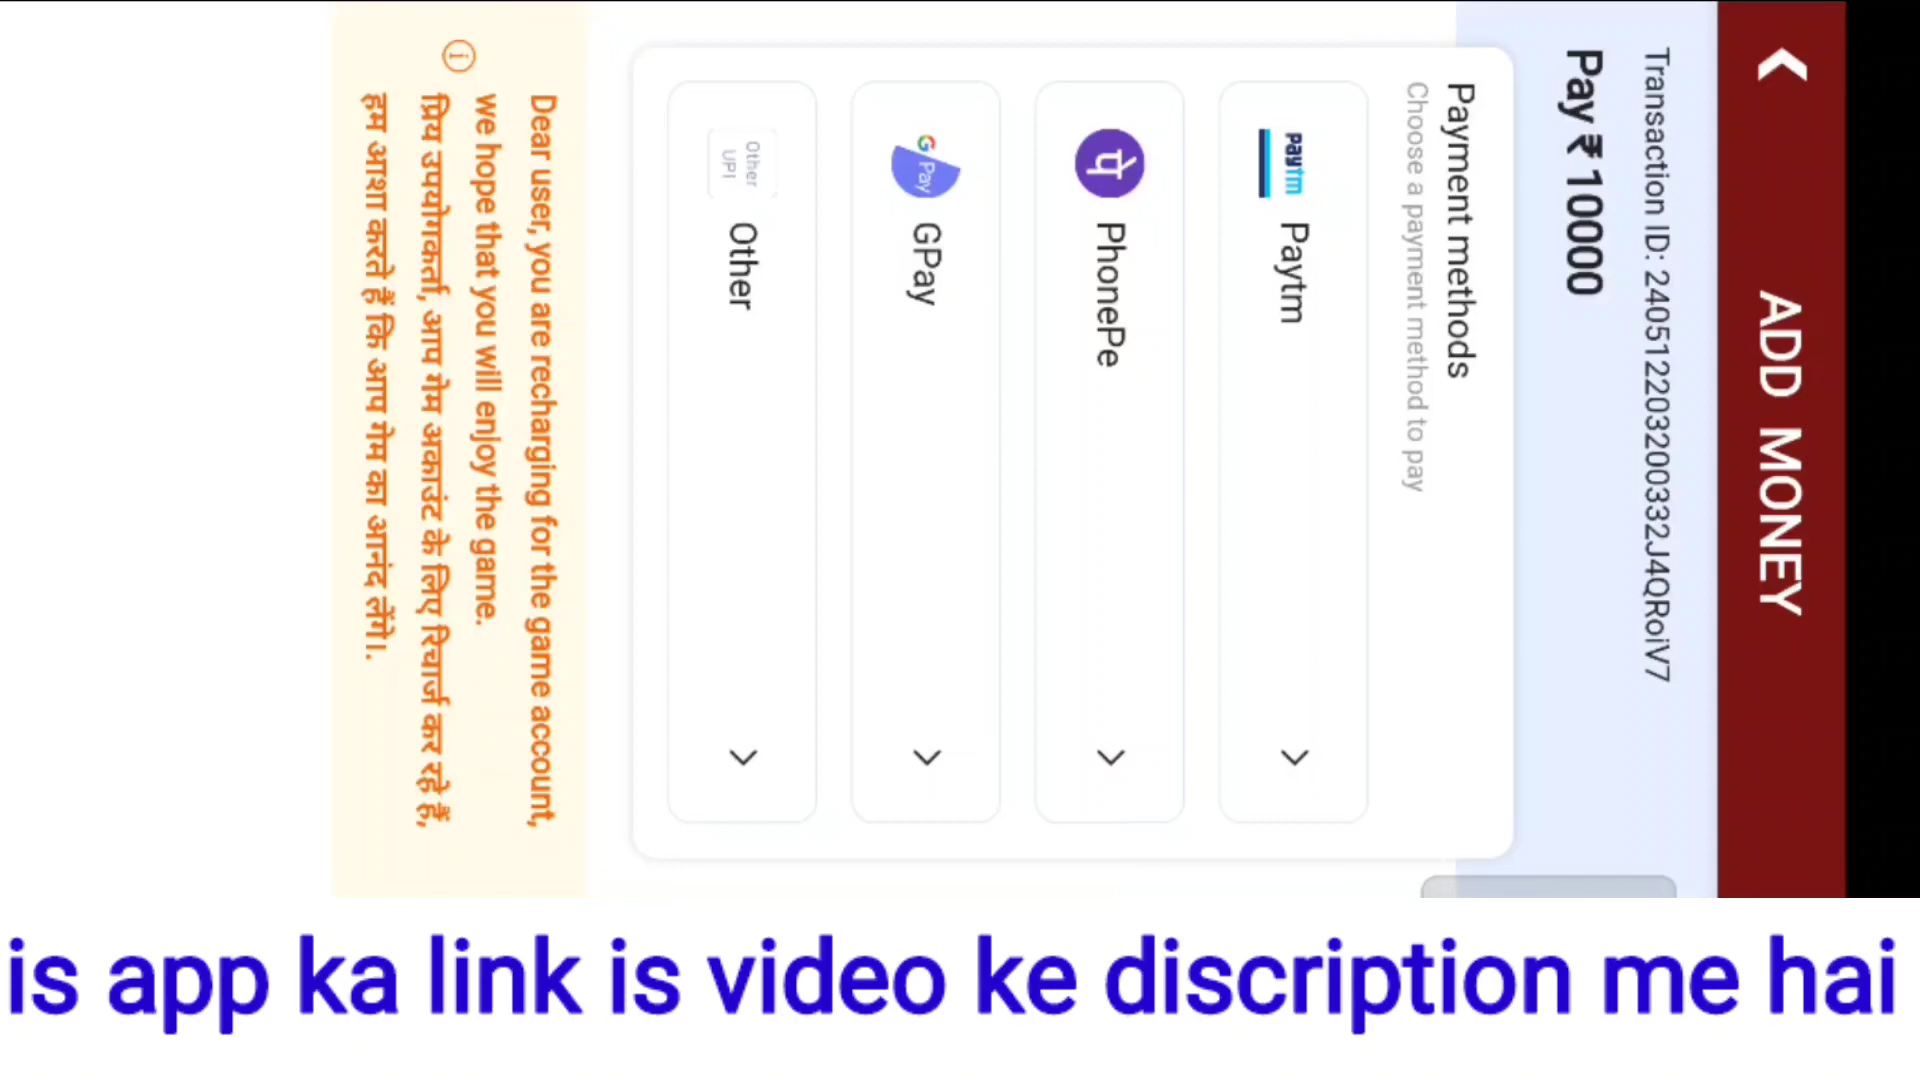 ADD MONEY
Transaction ID: 2405122032003​32J4QRoiV7
Pay ₹ 10000
Payment methods
Choose a payment method to pay
paytm Paytm
पे PhonePe
G Pay GPay
Other
UPI
Other
Dear user, you are recharging for the game account,
we hope that you will enjoy the game.
प्रिय उपयोगकर्ता, आप गेम अकाउंट के लिए रिचार्ज कर रहे हैं,
हम आशा करते हैं कि आप गेम का आनंद लेंगे।.
is app ka link is video ke discription me hai